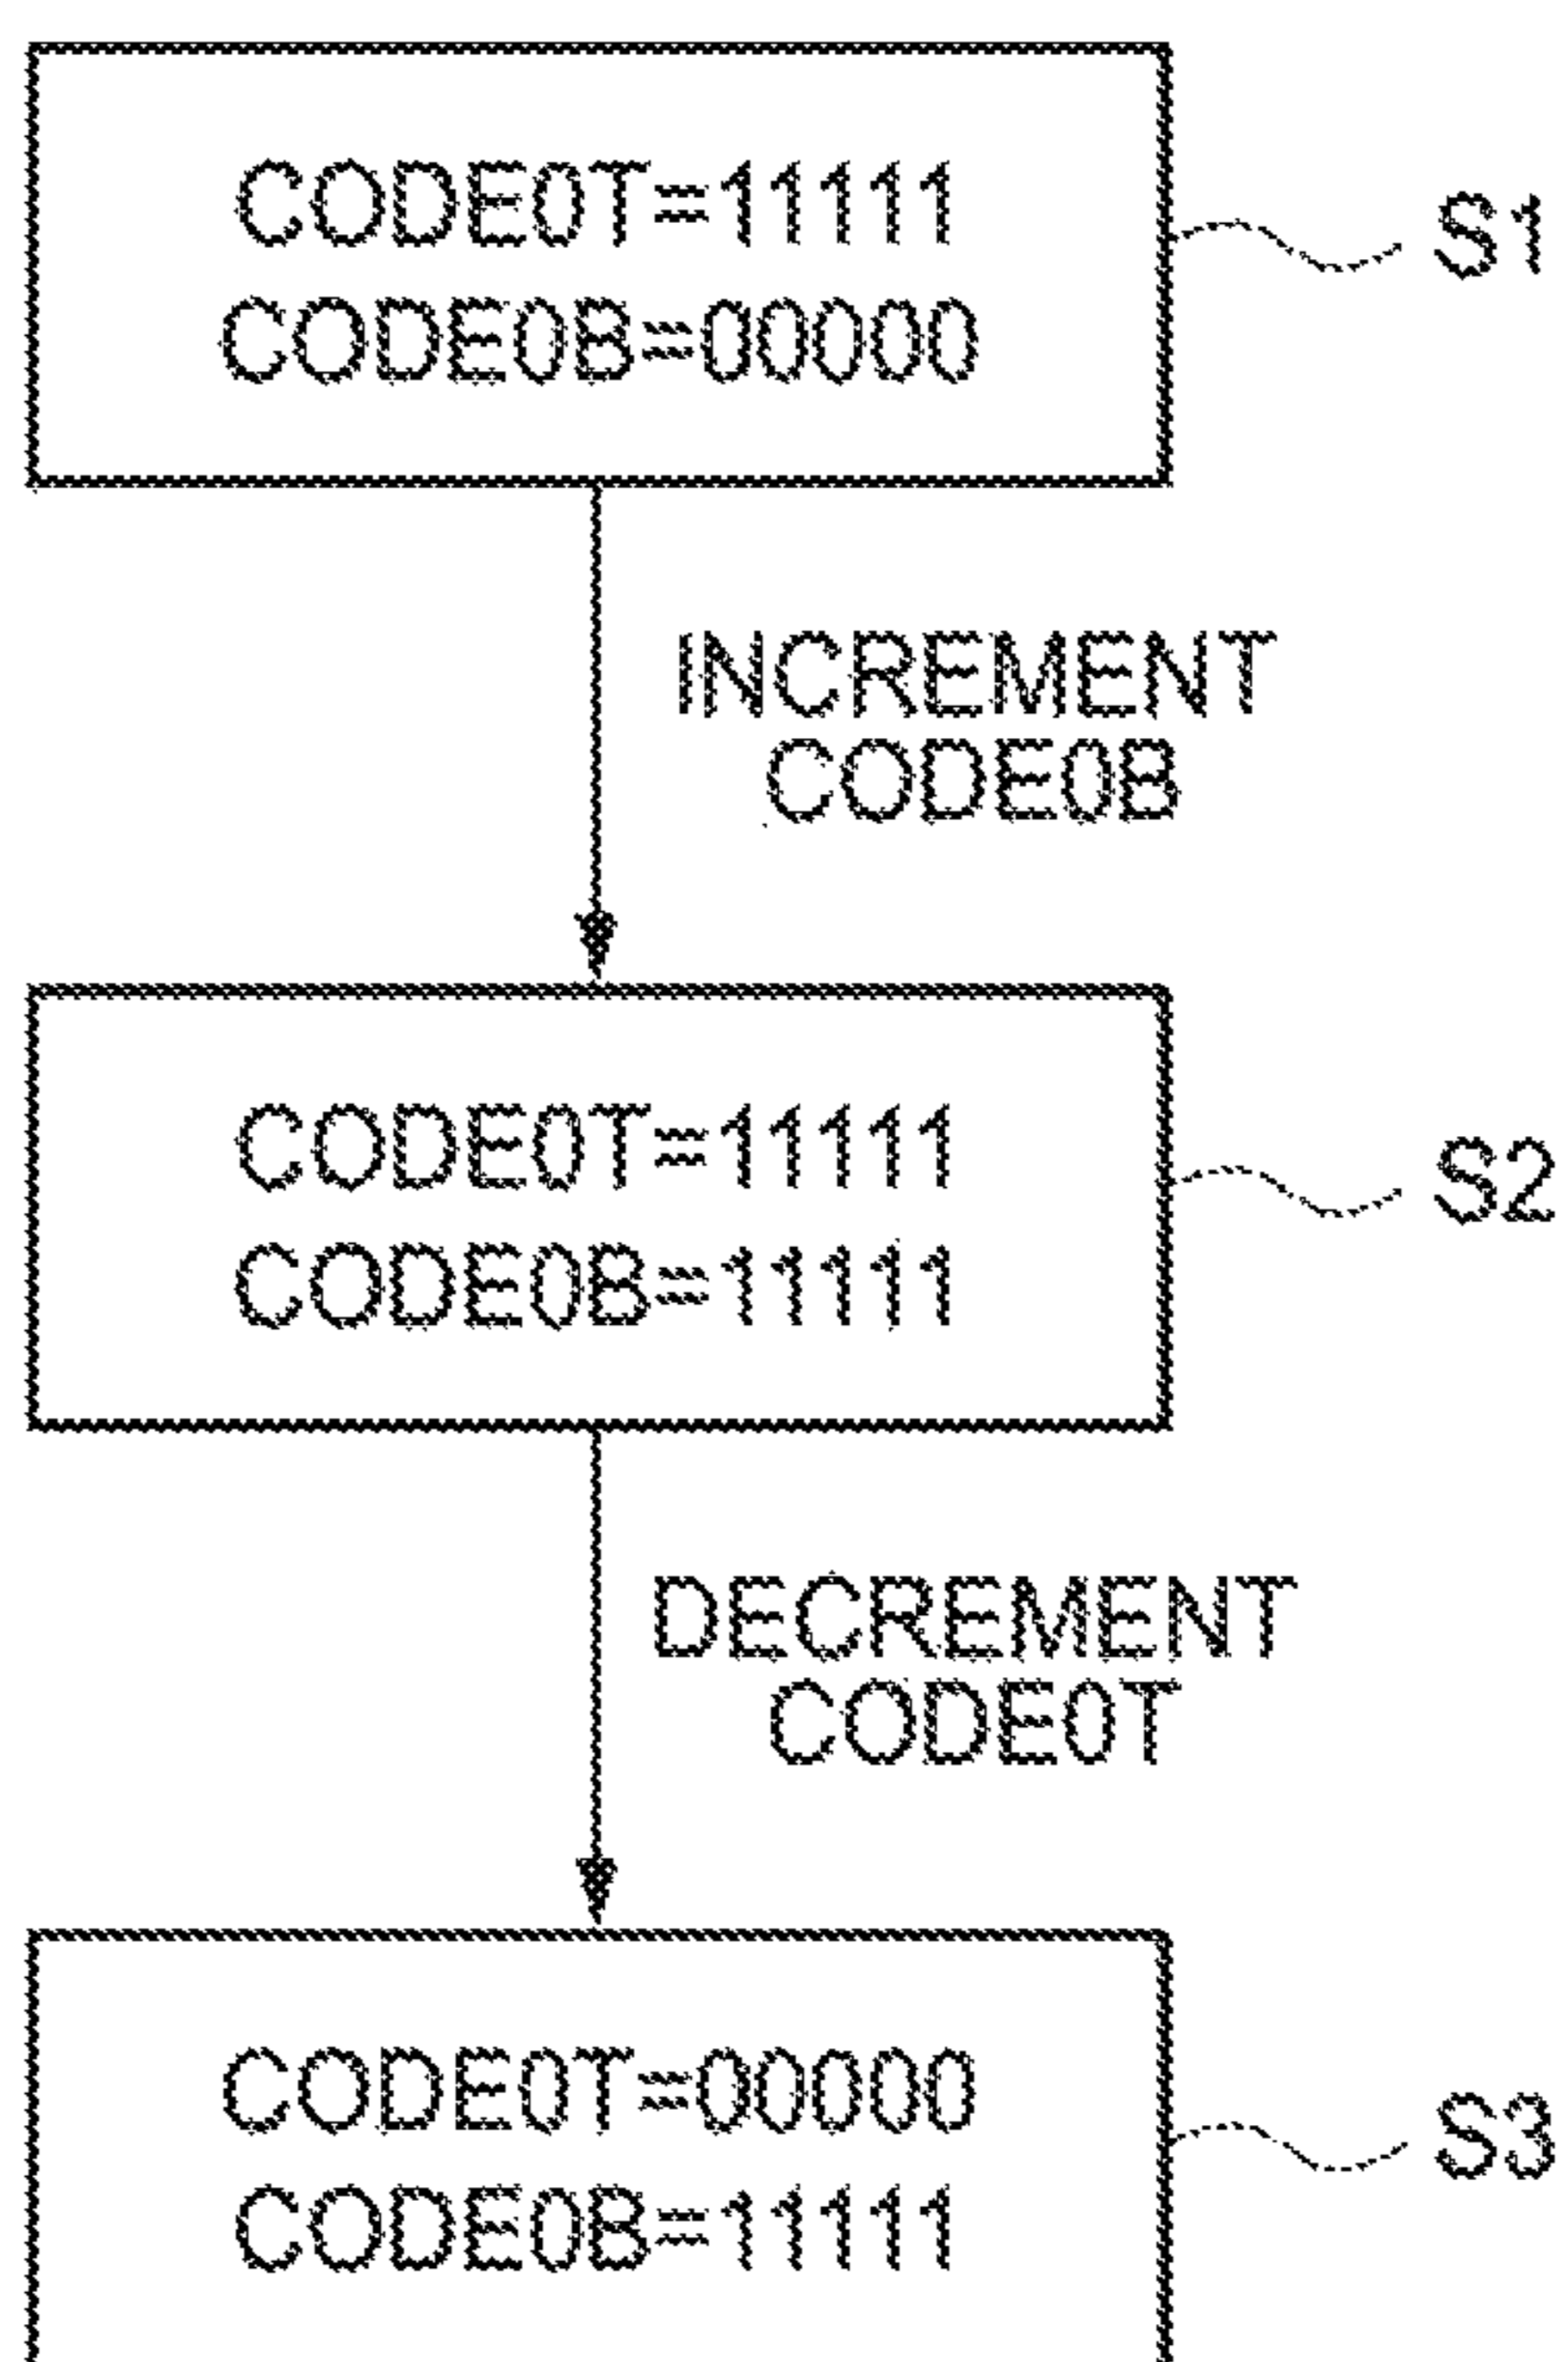 CODE0T=11111
CODE0B=00000
S1
INCREMENT
CODE0B
CODE0T=11111
CODE0B=11111
S2
DECREMENT
CODE0T
CODE0T=00000
CODE0B=11111
S3